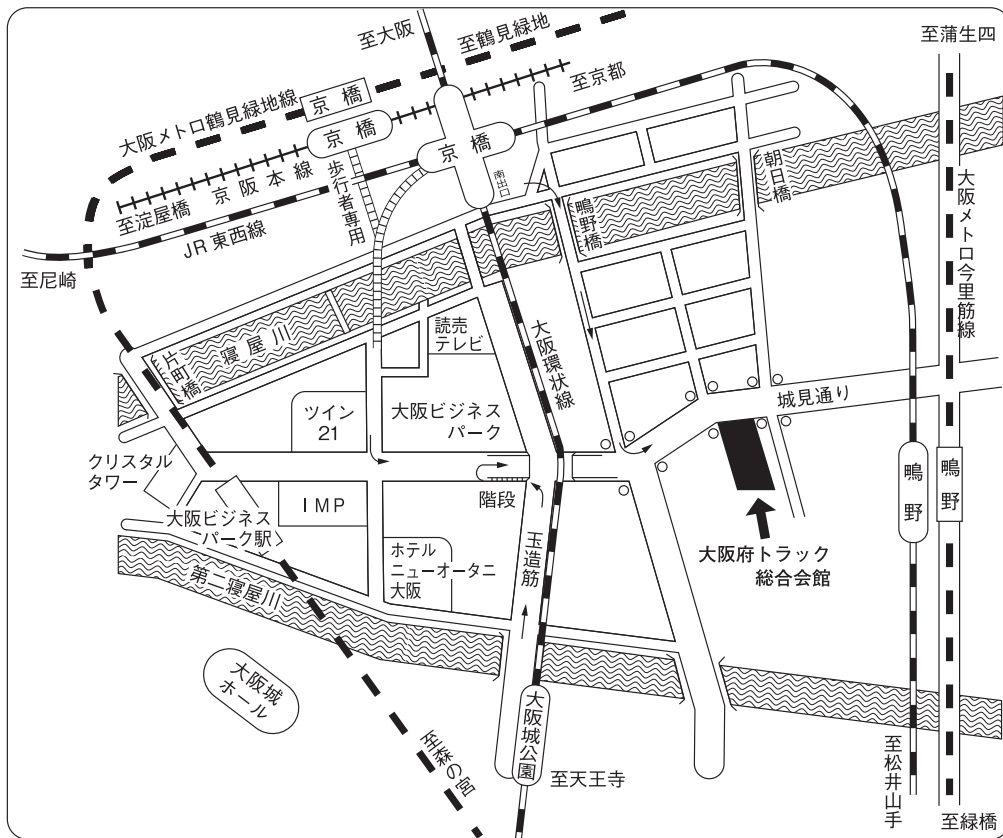 至大阪
至鶴見緑地
至蒲生四
大阪メトロ鶴見緑地線
京橋
京橋
至京都
京橋
至淀屋橋
京阪本線
歩行者専用
南出口
朝日橋
JR東西線
鴫野橋
大阪メトロ今里筋線
至尼崎
寝屋川
片町橋
読売
テレビ
大阪環状線
城見通り
ツイン
21
大阪ビジネス
パーク
クリスタル
タワー
IMP
階段
鴫野
鴫野
大阪ビジネス
パーク駅
ホテル
ニューオータニ
大阪
玉造筋
大阪府トラック
総合会館
第二寝屋川
大阪城
ホール
至森の宮
大阪城公園
至天王寺
至松井山手
至緑橋